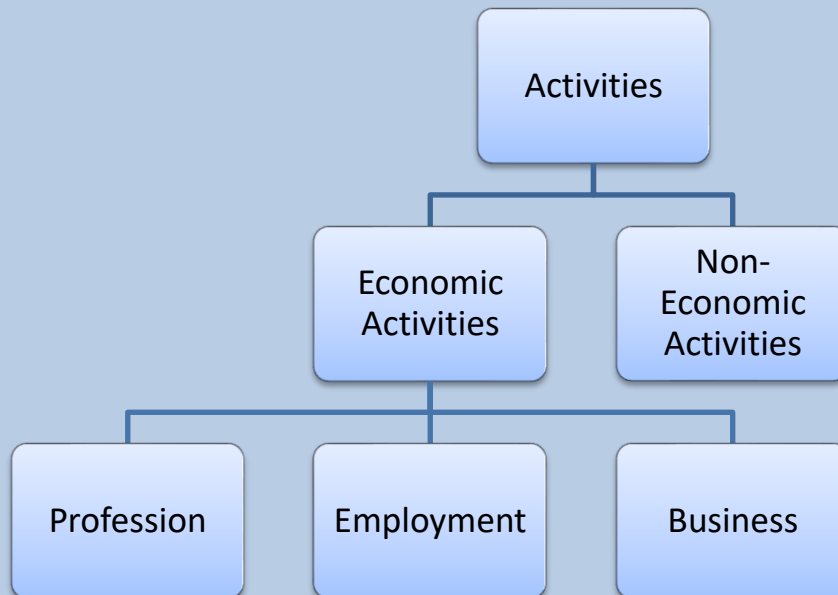 Activities
Economic
Activities
Non-
Economic
Activities
Profession
Employment
Business